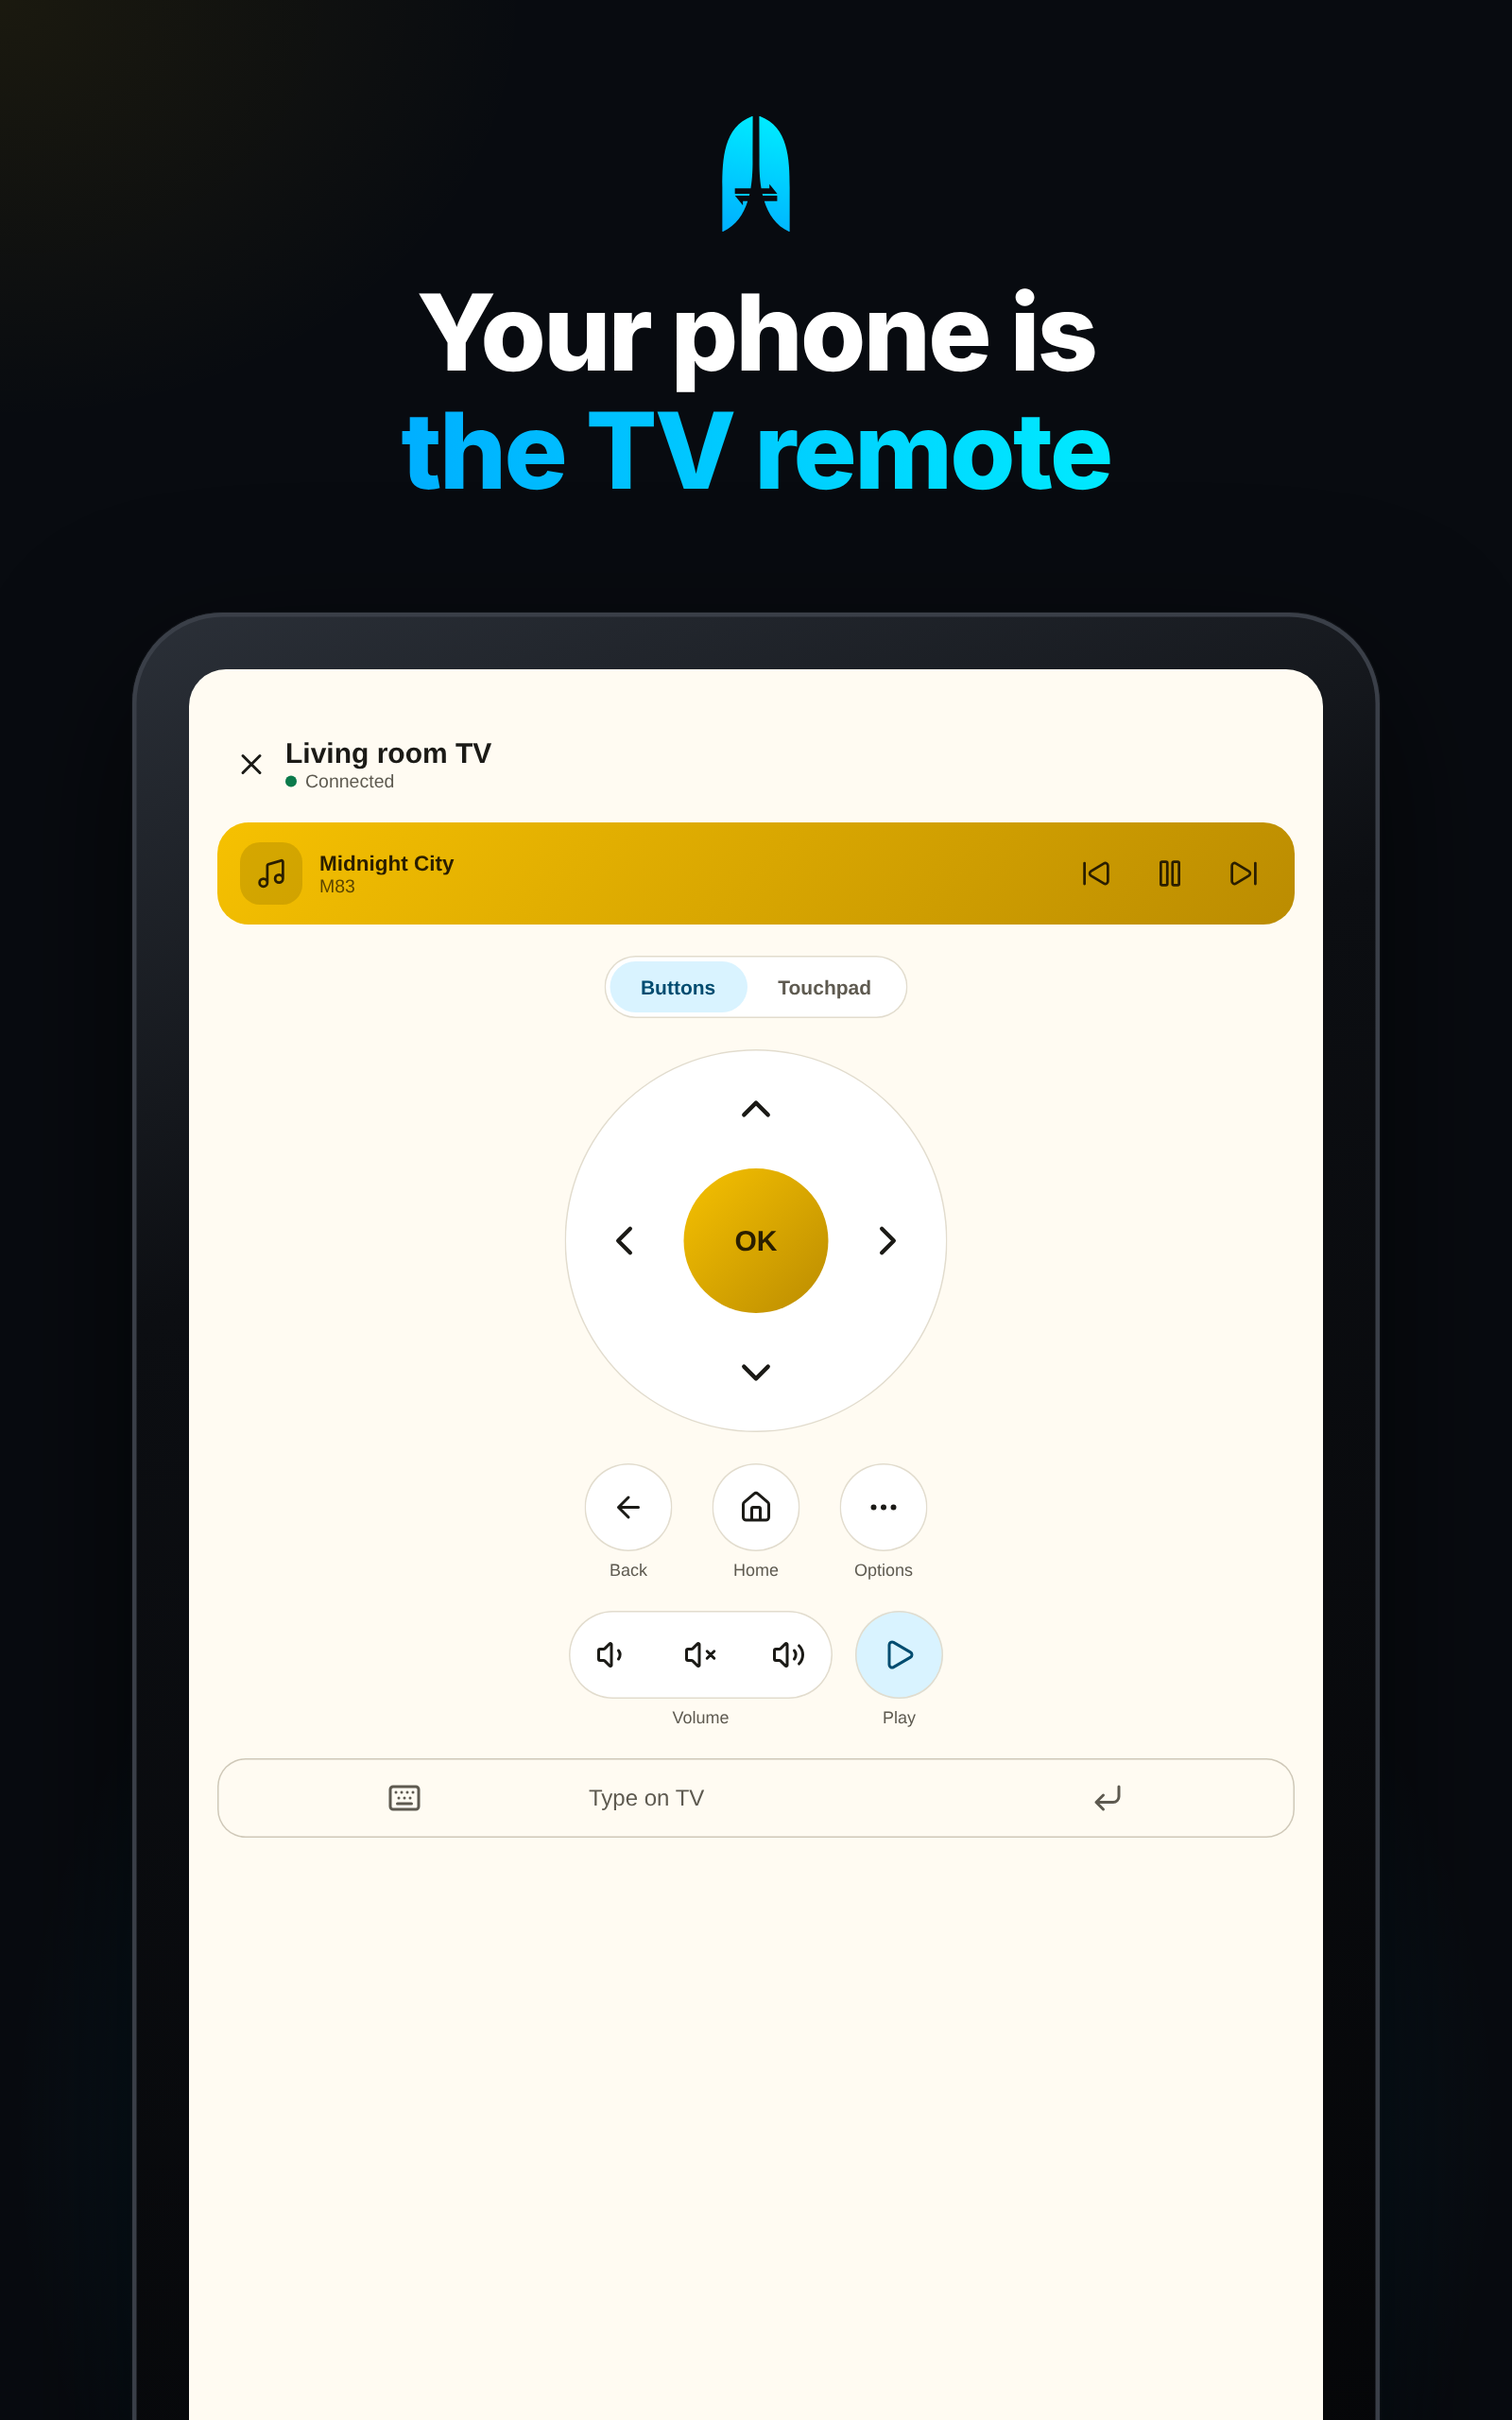 Your phone is
the TV remote
Living room TV
Connected
Midnight City
M83
Buttons
Touchpad
OK
Back
Home
Options
Volume
Play
Type on TV